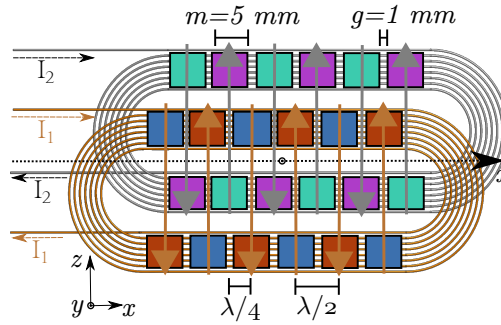 m=5 mm g=1 mm
I₂
I₁
I₂
I₁
z
y x
λ/4 λ/2